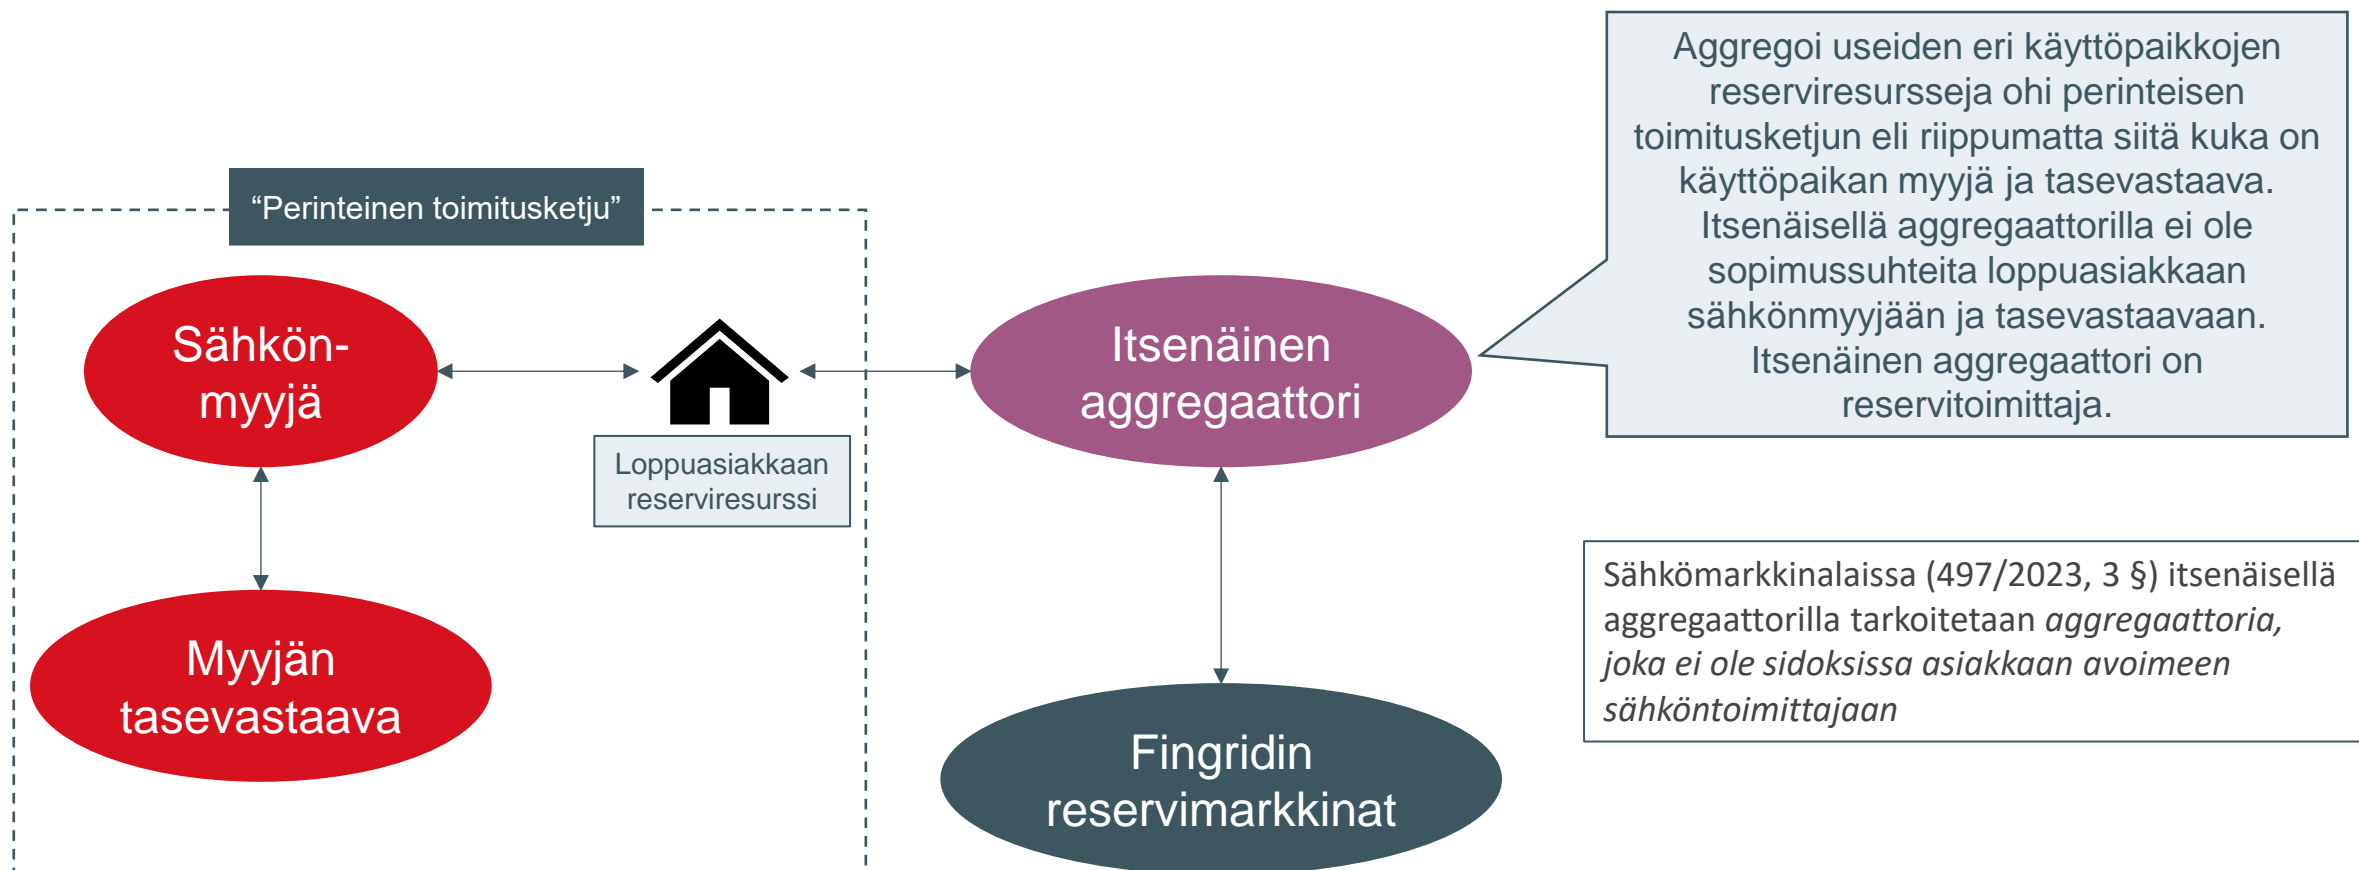 “Perinteinen toimitusketju”
Sähkön-
myyjä
Loppuasiakkaan
reserviresurssi
Myyjän
tasevastaava
Itsenäinen
aggregaattori
Fingridin
reservimarkkinat
Aggregoi useiden eri käyttöpaikkojen
reserviresursseja ohi perinteisen
toimitusketjun eli riippumatta siitä kuka on
käyttöpaikan myyjä ja tasevastaava.
Itsenäisellä aggregaattorilla ei ole
sopimussuhteita loppuasiakkaan
sähkönmyyjään ja tasevastaavaan.
Itsenäinen aggregaattori on
reservitoimittaja.
Sähkömarkkinalaissa (497/2023, 3 §) itsenäisellä
aggregaattorilla tarkoitetaan aggregaattoria,
joka ei ole sidoksissa asiakkaan avoimeen
sähköntoimittajaan